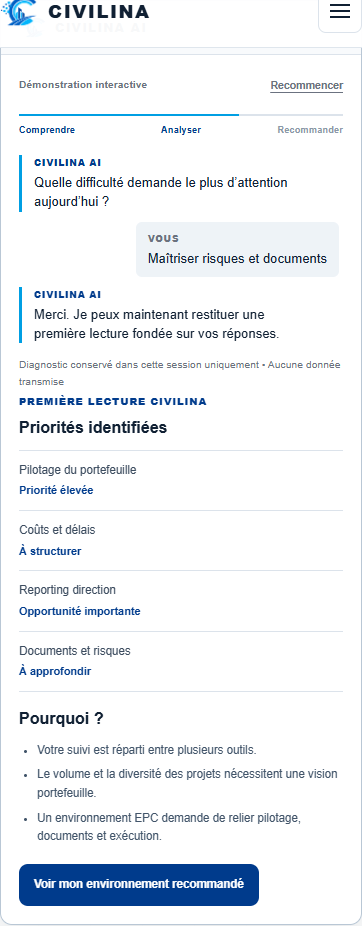 CIVILINA
CIVILINA AI
Démonstration interactive
Recommencer
Comprendre
Analyser
Recommander
CIVILINA AI
Quelle difficulté demande le plus d’attention
aujourd’hui ?
VOUS
Maîtriser risques et documents
CIVILINA AI
Merci. Je peux maintenant restituer une
première lecture fondée sur vos réponses.
Diagnostic conservé dans cette session uniquement • Aucune donnée
transmise
PREMIÈRE LECTURE CIVILINA
Priorités identifiées
Pilotage du portefeuille
Priorité élevée
Coûts et délais
À structurer
Reporting direction
Opportunité importante
Documents et risques
À approfondir
Pourquoi ?
• Votre suivi est réparti entre plusieurs outils.
• Le volume et la diversité des projets nécessitent une vision
portefeuille.
• Un environnement EPC demande de relier pilotage,
documents et exécution.
Voir mon environnement recommandé